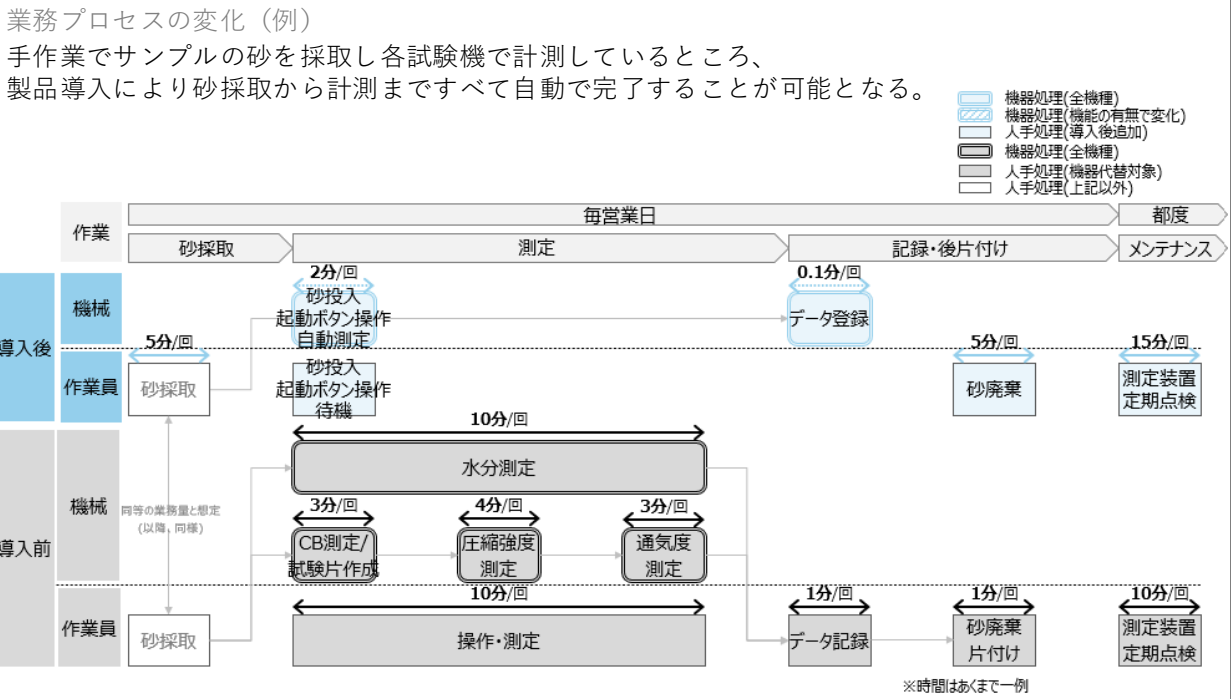 業務プロセスの変化（例）
手作業でサンプルの砂を採取し各試験機で計測しているところ、
製品導入により砂採取から計測まですべて自動で完了することが可能となる。
機器処理(全機種)
機器処理(機能の有無で変化)
人手処理(導入後追加)
機器処理(全機種)
人手処理(機器代替対象)
人手処理(上記以外)
作業
毎営業日
都度
砂採取
測定
記録・後片付け
メンテナンス
導入後
機械
2分/回
砂投入
起動ボタン操作
自動測定
0.1分/回
データ登録
作業員
5分/回
砂採取
砂投入
起動ボタン操作
待機
5分/回
砂廃棄
15分/回
測定装置
定期点検
導入前
機械
同等の業務量と想定
(以降、同様)
10分/回
水分測定
3分/回
CB測定/
試験片作成
4分/回
圧縮強度
測定
3分/回
通気度
測定
作業員
砂採取
10分/回
操作・測定
1分/回
データ記録
1分/回
砂廃棄
片付け
10分/回
測定装置
定期点検
※時間はあくまで一例